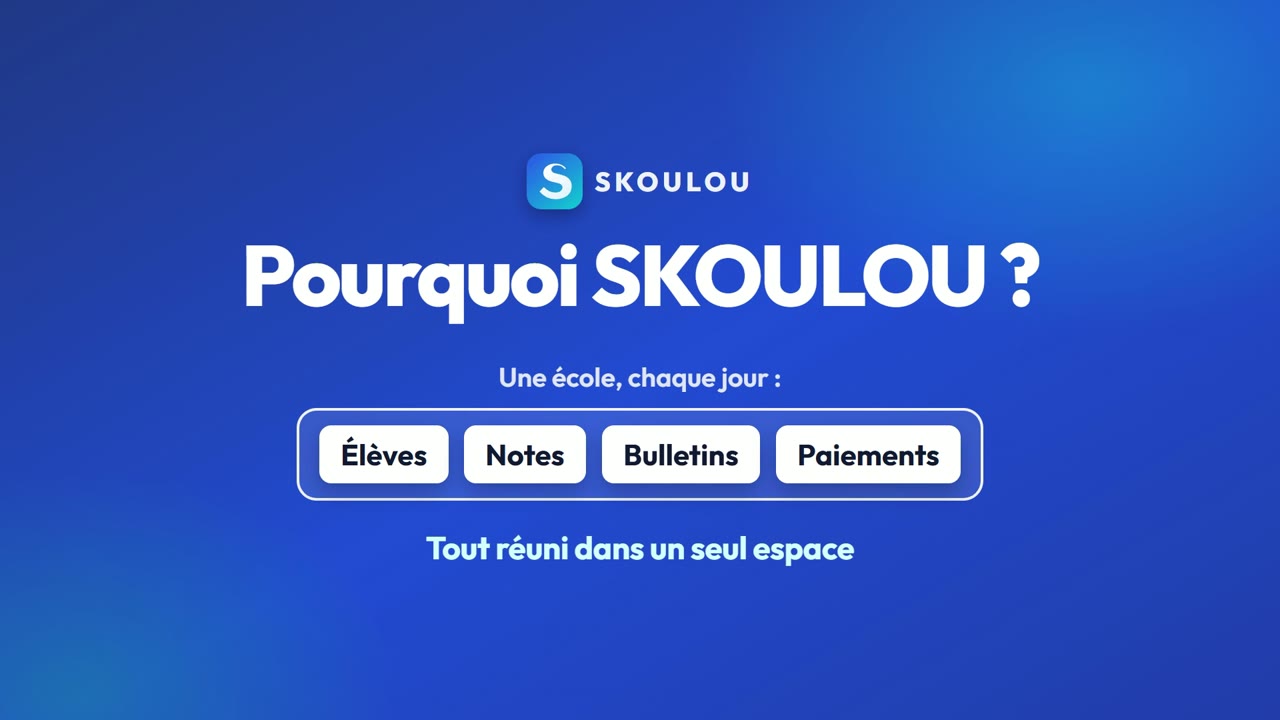 S SKOULOU
Pourquoi SKOULOU ?
Une école, chaque jour :
Élèves Notes Bulletins Paiements
Tout réuni dans un seul espace